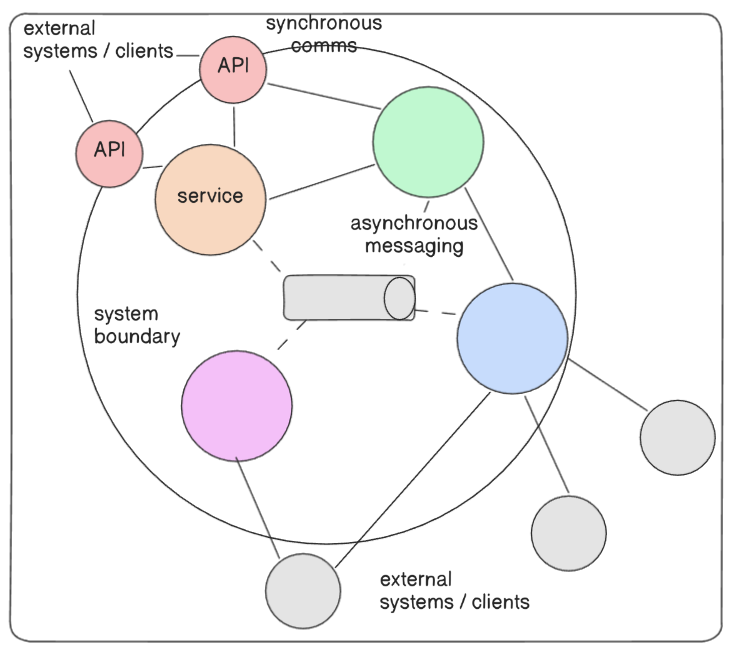 external
systems / clients
synchronous
comms
API
API
service
asynchronous
messaging
system
boundary
external
systems / clients